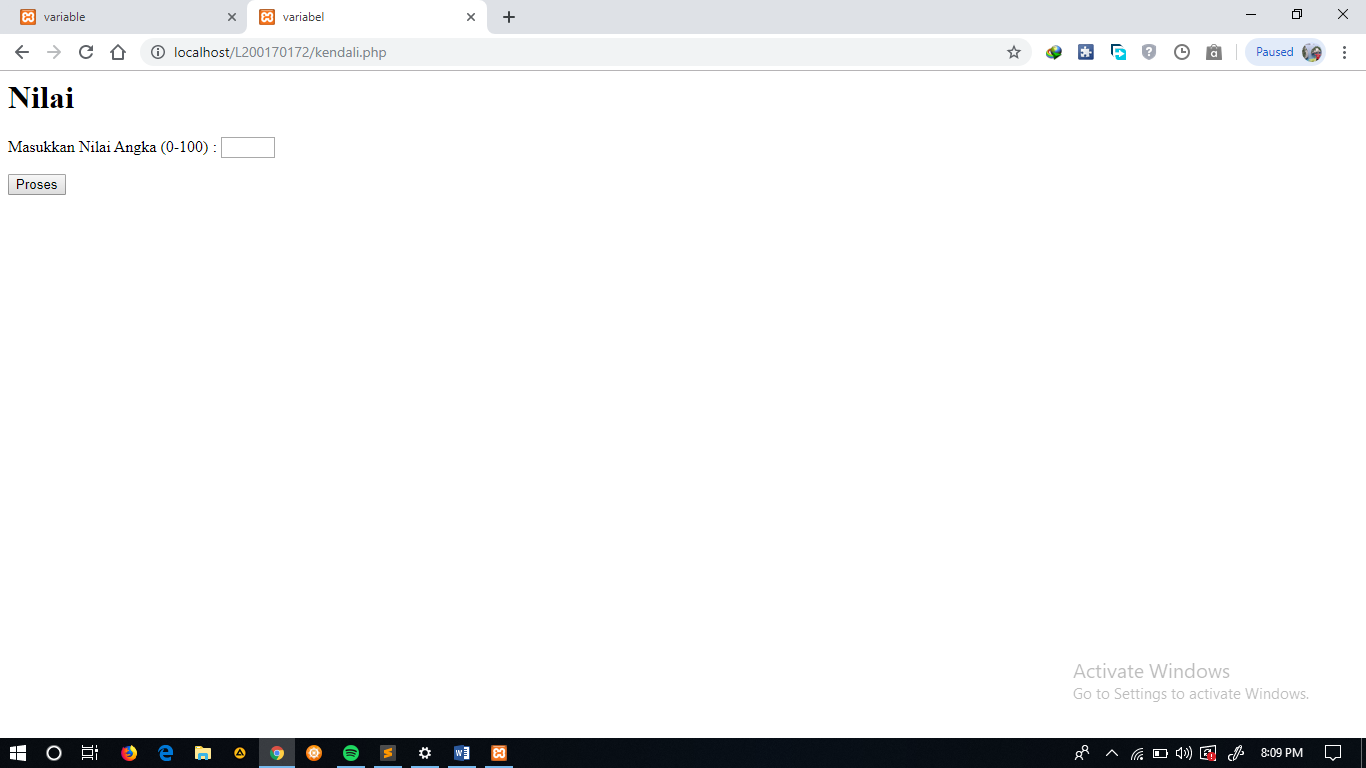 variable
variabel
localhost/L200170172/kendali.php
Paused
Nilai
Masukkan Nilai Angka (0-100) :
Proses
Activate Windows
Go to Settings to activate Windows.
8:09 PM